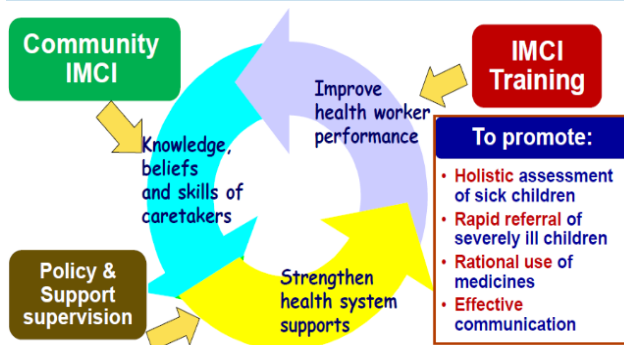 Community
IMCI
IMCI
Training
Improve
health worker
performance
Knowledge,
beliefs
and skills of
caretakers
To promote:
• Holistic assessment
of sick children
• Rapid referral of
severely ill children
• Rational use of
medicines
• Effective
communication
Policy &
Support
supervision
Strengthen
health system
supports